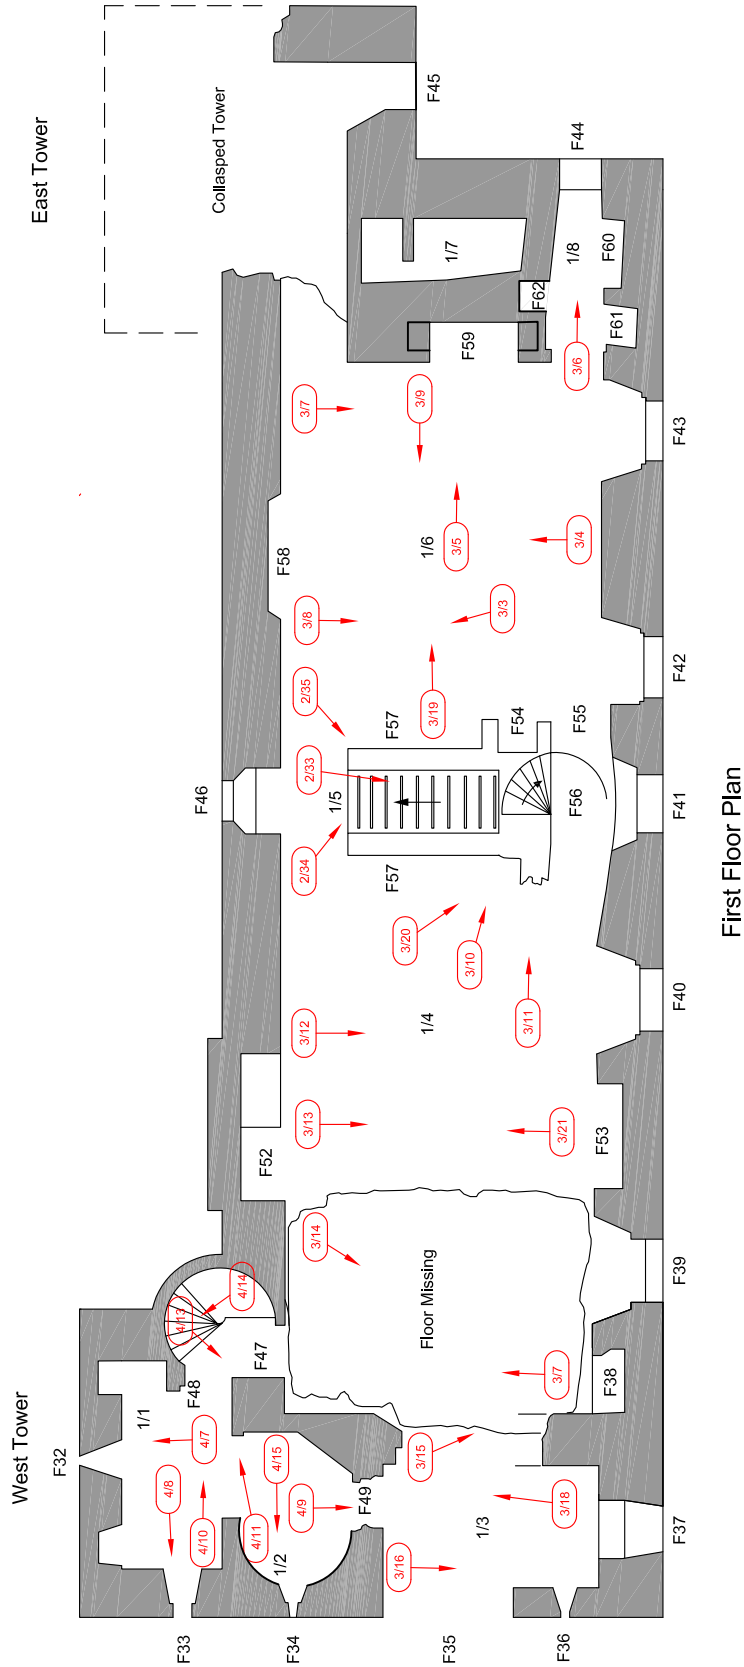 East Tower
Collasped Tower
F45
F44
1/7
1/8
F60
F62
F61
F59
3/6
3/7
3/9
F43
1/6
3/5
3/4
F58
3/8
3/3
2/35
3/19
F57
F54
F55
F42
2/33
F46
1/5
F56
F41
2/34
F57
3/20
3/10
3/11
F40
3/12
1/4
3/13
3/21
F52
F53
3/14
Floor Missing
F39
4/14
4/13
F47
F48
3/7
F38
West Tower
1/1
F32
4/7
4/15
3/15
4/8
4/9
F49
3/18
4/10
4/11
1/3
F37
1/2
3/16
F33
F34
F35
F36
First Floor Plan